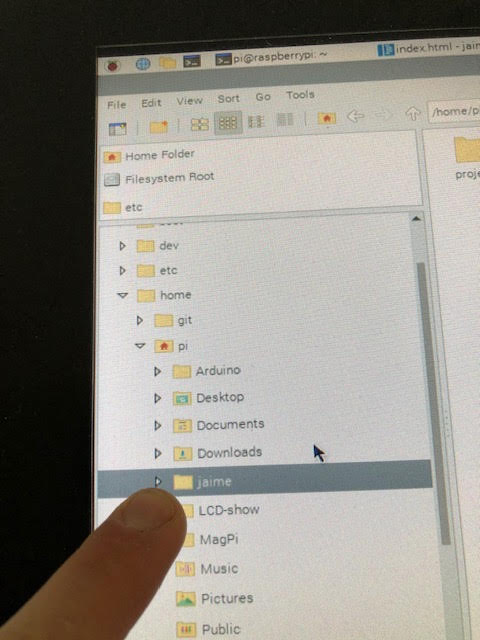 pi@raspberrypi: ~
index.html - jaim
File Edit View Sort Go Tools
/home/p
Home Folder
Filesystem Root
etc
proje
dev
etc
home
git
pi
Arduino
Desktop
Documents
Downloads
jaime
LCD-show
MagPi
Music
Pictures
Public